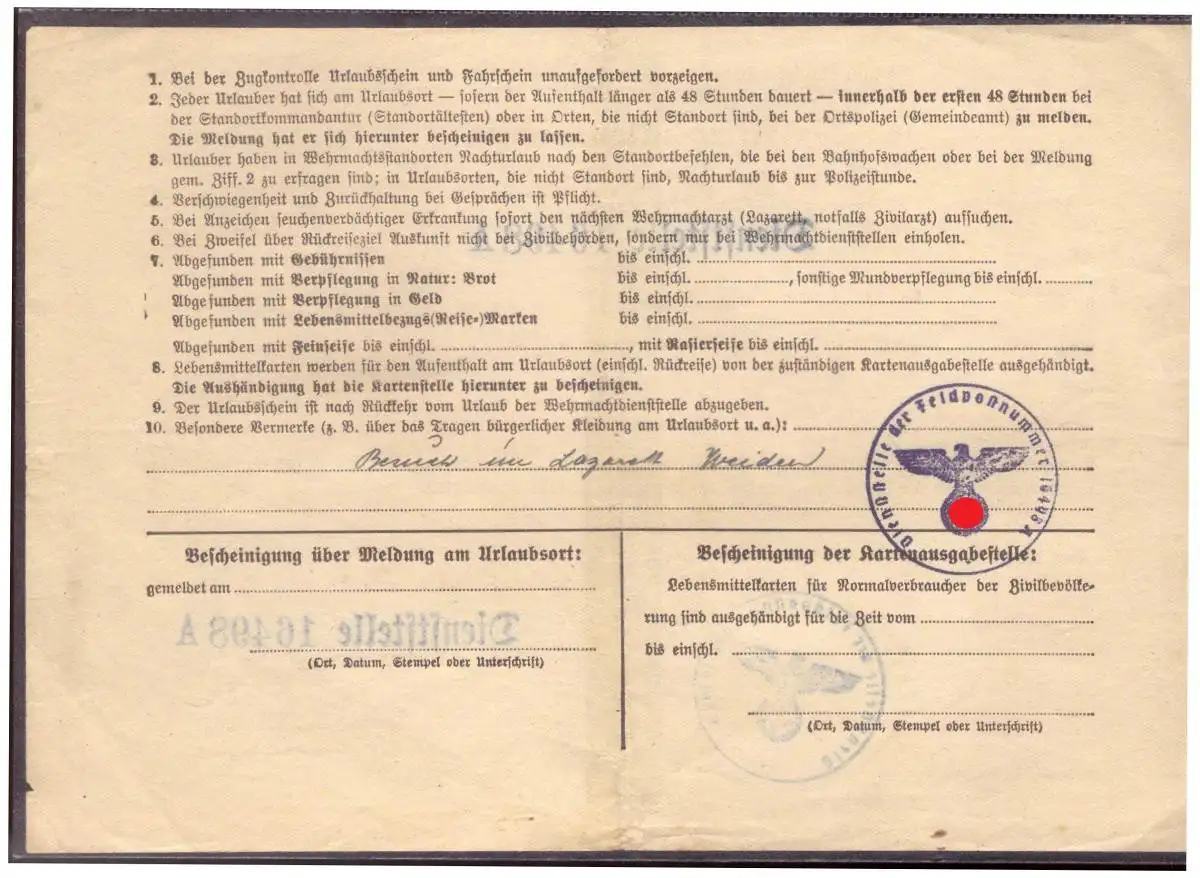 1. Bei der Zugkontrolle Urlaubsschein und Fahrschein unaufgefordert vorzeigen.
2. Jeder Urlauber hat sich am Urlaubsort — sofern der Aufenthalt länger als 48 Stunden dauert — innerhalb der ersten 48 Stunden bei
der Standortkommandantur (Standortältesten) oder in Orten, die nicht Standort sind, bei der Ortspolizei (Gemeindeamt) zu melden.
Die Meldung hat er sich hierunter bescheinigen zu lassen.
3. Urlauber haben in Wehrmachtsstandorten Nachturlaub nach den Standortbefehlen, die bei den Bahnhofswachen oder bei der Meldung
gem. Ziff. 2 zu erfragen sind; in Urlaubsorten, die nicht Standort sind, Nachturlaub bis zur Polizeistunde.
4. Verschwiegenheit und Zurückhaltung bei Gesprächen ist Pflicht.
5. Bei Anzeichen seuchenverdächtiger Erkrankung sofort den nächsten Wehrmachtarzt (Lazarett, notfalls Zivilarzt) aufsuchen.
6. Bei Zweifel über Rückreiseziel Auskunft nicht bei Zivilbehörden, sondern nur bei Wehrmachtdienststellen einholen.
7. Abgefunden mit Gebührnissen bis einschl.
Abgefunden mit Verpflegung in Natur: Brot bis einschl. , sonstige Mundverpflegung bis einschl.
Abgefunden mit Verpflegung in Geld bis einschl.
Abgefunden mit Lebensmittelbezugs(Reise-)Marken bis einschl.
Abgefunden mit Feinseife bis einschl. , mit Rasierseife bis einschl.
8. Lebensmittelkarten werden für den Aufenthalt am Urlaubsort (einschl. Rückreise) von der zuständigen Kartenausgabestelle ausgehändigt.
Die Aushändigung hat die Kartenstelle hierunter zu bescheinigen.
9. Der Urlaubsschein ist nach Rückkehr vom Urlaub der Wehrmachtdienststelle abzugeben.
10. Besondere Vermerke (z. B. über das Tragen bürgerlicher Kleidung am Urlaubsort u. a.):
Besuch im Lazarett Weiden
Dienststelle der Feldpostnummer 16498 A
Bescheinigung über Meldung am Urlaubsort:
gemeldet am
Dienststelle 16498 A
(Ort, Datum, Stempel oder Unterschrift)
Bescheinigung der Kartenausgabestelle:
Lebensmittelkarten für Normalverbraucher der Zivilbevölke-
rung sind ausgehändigt für die Zeit vom
bis einschl.
(Ort, Datum, Stempel oder Unterschrift)